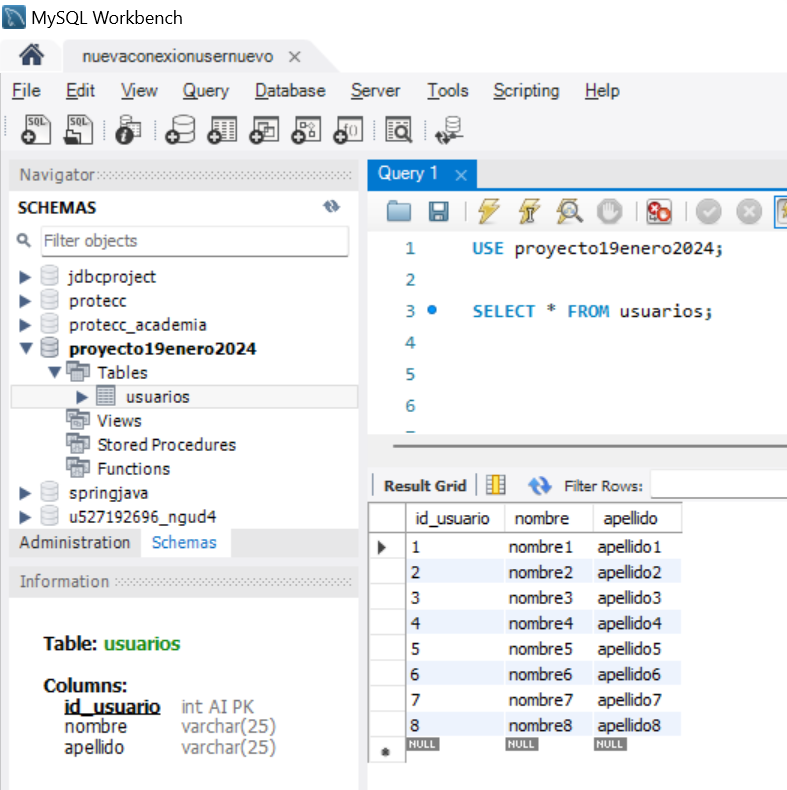 MySQL Workbench
nuevaconexionusernuevo
File Edit View Query Database Server Tools Scripting Help
SQL SQL
Navigator
SCHEMAS
Filter objects
jdbcproject
protecc
protecc_academia
proyecto19enero2024
Tables
usuarios
Views
Stored Procedures
Functions
springjava
u527192696_ngud4
Administration Schemas
Information
Table: usuarios
Columns:
id_usuario int AI PK
nombre varchar(25)
apellido varchar(25)
Query 1
1 USE proyecto19enero2024;
2
3 SELECT * FROM usuarios;
4
5
6
Result Grid Filter Rows:
id_usuario nombre apellido
1 nombre1 apellido1
2 nombre2 apellido2
3 nombre3 apellido3
4 nombre4 apellido4
5 nombre5 apellido5
6 nombre6 apellido6
7 nombre7 apellido7
8 nombre8 apellido8
NULL NULL NULL